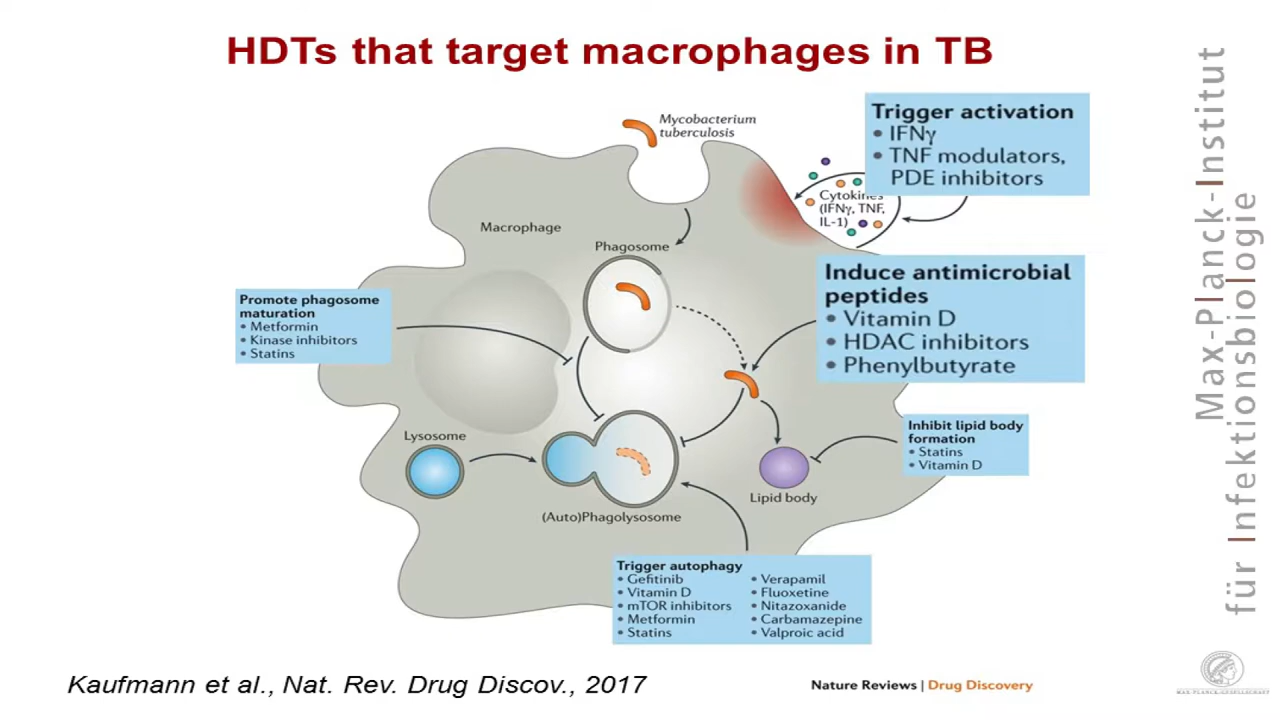 HDTs that target macrophages in TB
Mycobacterium
tuberculosis
Trigger activation
• IFNγ
• TNF modulators,
PDE inhibitors
Cytokines
(IFNγ, TNF,
IL-1)
Macrophage
Phagosome
Induce antimicrobial
peptides
• Vitamin D
• HDAC inhibitors
• Phenylbutyrate
Promote phagosome
maturation
• Metformin
• Kinase inhibitors
• Statins
Lysosome
Inhibit lipid body
formation
• Statins
• Vitamin D
Lipid body
(Auto)Phagolysosome
Trigger autophagy
• Gefitinib
• Vitamin D
• mTOR inhibitors
• Metformin
• Statins
• Verapamil
• Fluoxetine
• Nitazoxanide
• Carbamazepine
• Valproic acid
Kaufmann et al., Nat. Rev. Drug Discov., 2017
Nature Reviews | Drug Discovery
Max-Planck-Institut
für Infektionsbiologie
MAX-PLANCK-GESELLSCHAFT